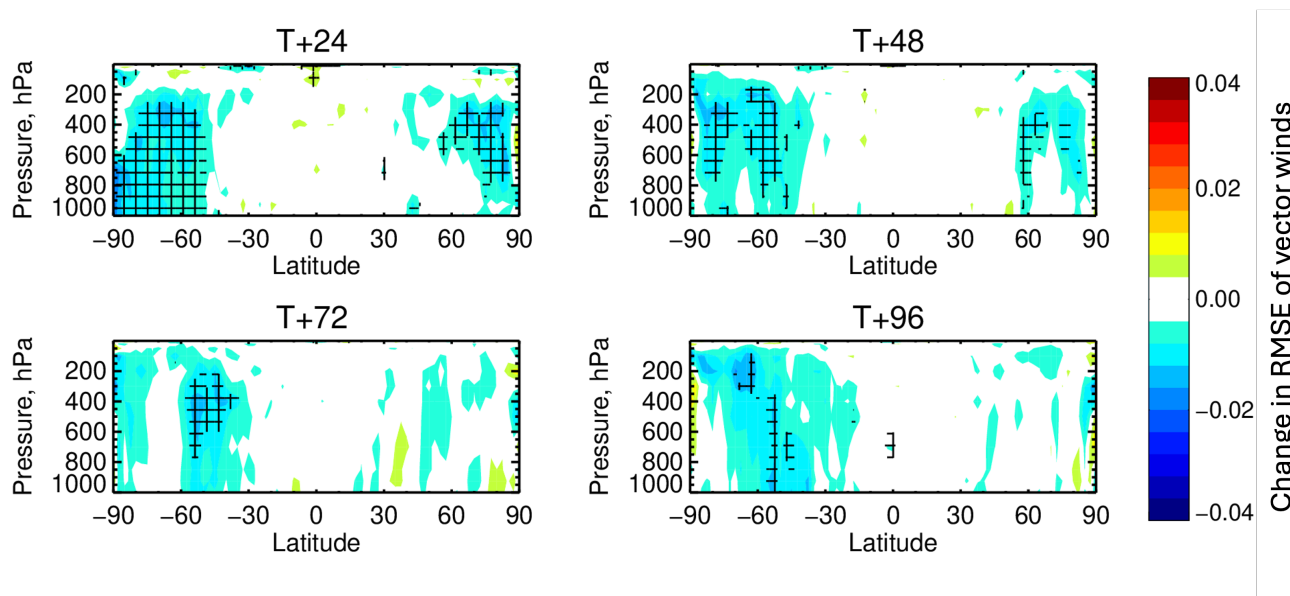 T+24
Pressure, hPa
200
400
600
800
1000
−90 −60 −30 0 30 60 90
Latitude
T+48
Pressure, hPa
200
400
600
800
1000
−90 −60 −30 0 30 60 90
Latitude
T+72
Pressure, hPa
200
400
600
800
1000
−90 −60 −30 0 30 60 90
Latitude
T+96
Pressure, hPa
200
400
600
800
1000
−90 −60 −30 0 30 60 90
Latitude
0.04
0.02
0.00
−0.02
−0.04
Change in RMSE of vector winds